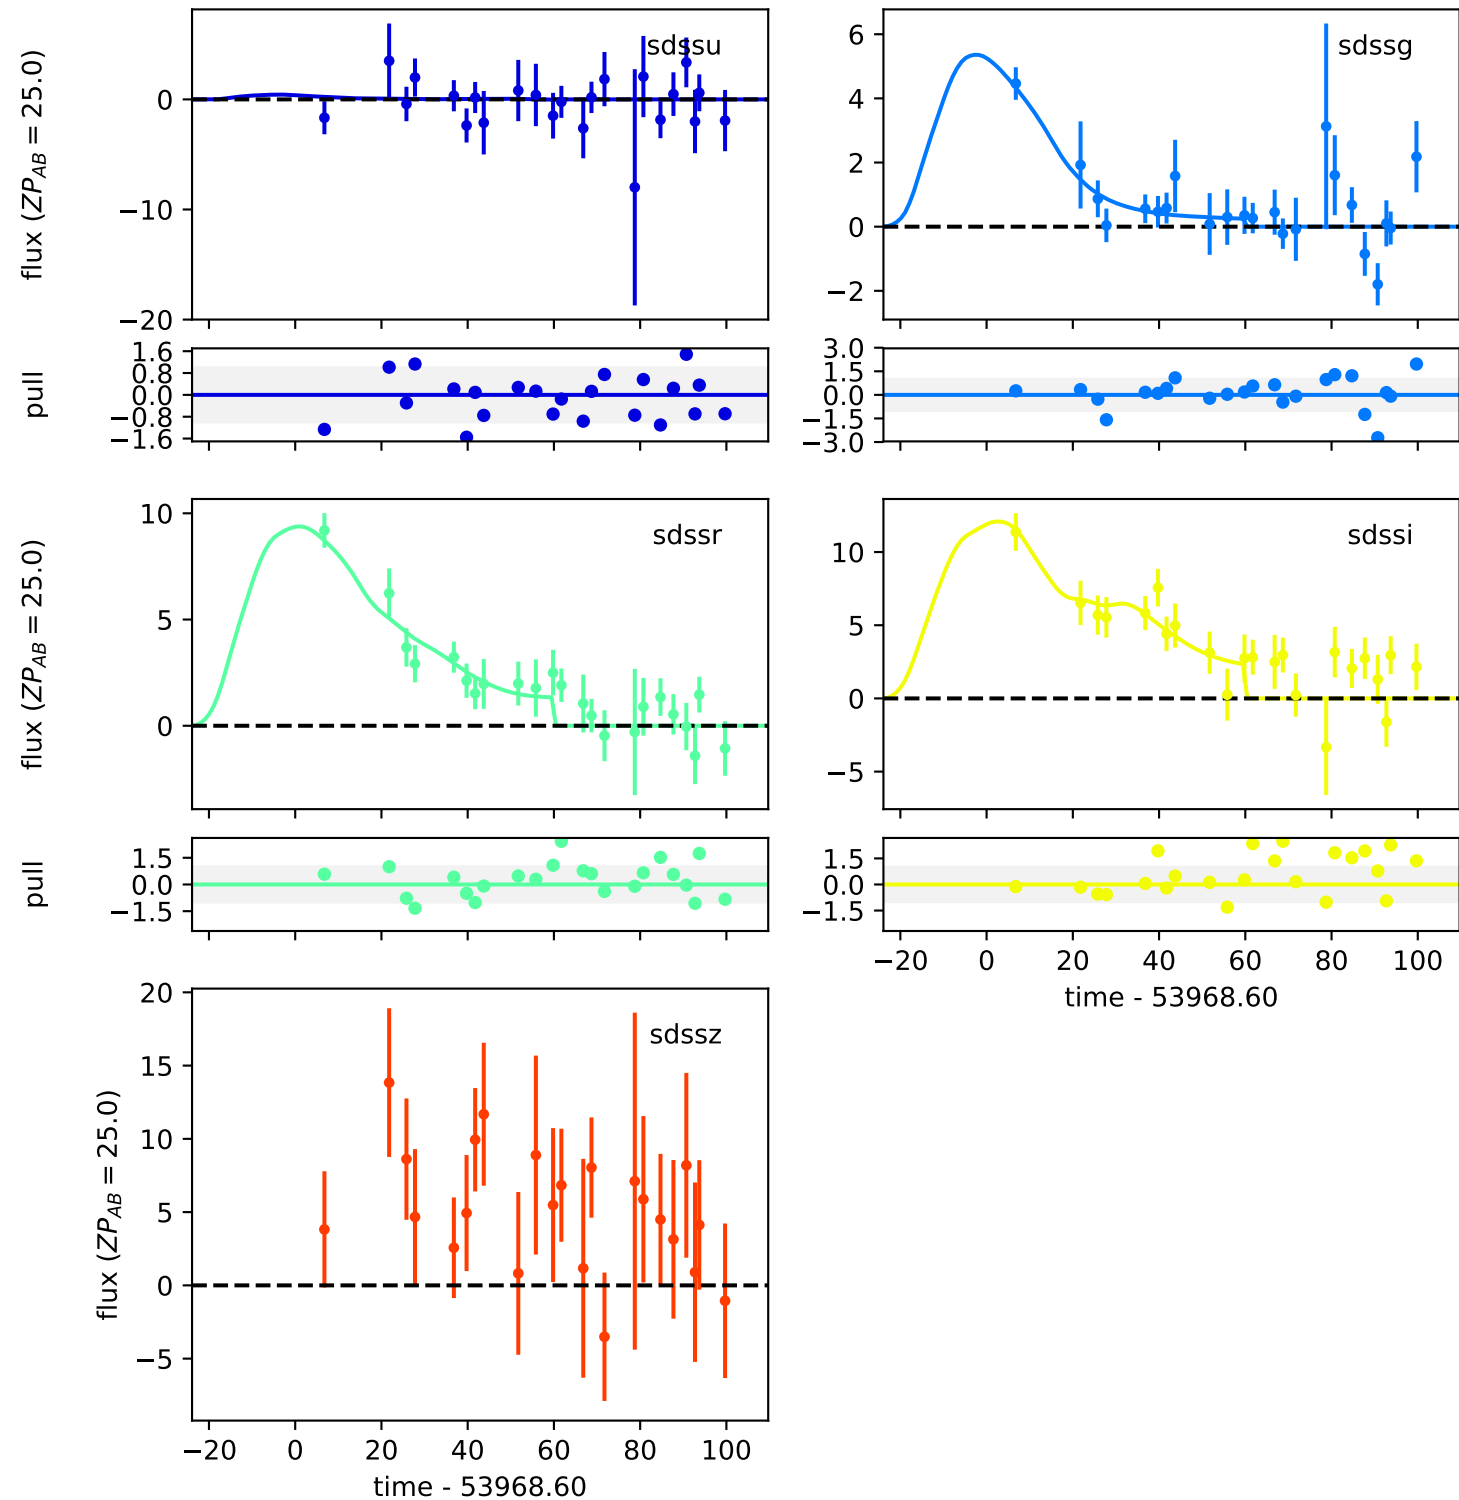 sdssu
flux (ZP_AB = 25.0)
0
−10
−20
sdssg
6
4
2
0
−2
pull
1.6
0.8
0.0
−0.8
−1.6
3.0
1.5
0.0
−1.5
−3.0
sdssr
flux (ZP_AB = 25.0)
10
5
0
sdssi
10
5
0
−5
pull
1.5
0.0
−1.5
1.5
0.0
−1.5
−20 0 20 40 60 80 100
time - 53968.60
sdssz
flux (ZP_AB = 25.0)
20
15
10
5
0
−5
−20 0 20 40 60 80 100
time - 53968.60